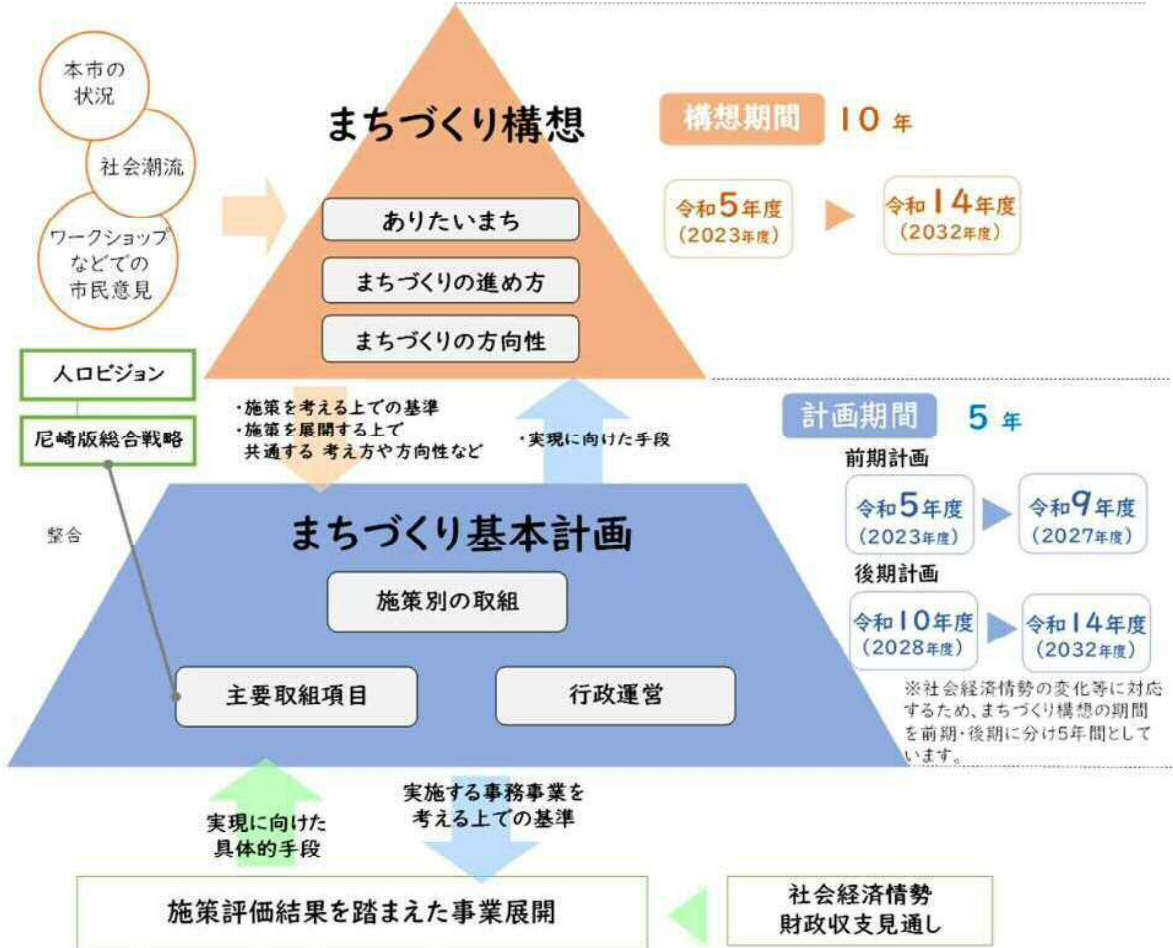 本市の
状況
社会潮流
ワークショップ
などでの
市民意見
まちづくり構想
ありたいまち
まちづくりの進め方
まちづくりの方向性
構想期間 10 年
令和5年度
(2023年度)
令和14年度
(2032年度)
人口ビジョン
尼崎版総合戦略
整合
・施策を考える上での基準
・施策を展開する上で
共通する 考え方や方向性など
・実現に向けた手段
計画期間 5 年
前期計画
令和5年度
(2023年度)
令和9年度
(2027年度)
後期計画
令和10年度
(2028年度)
令和14年度
(2032年度)
※社会経済情勢の変化等に対応
するため、まちづくり構想の期間
を前期・後期に分け5年間として
います。
まちづくり基本計画
施策別の取組
主要取組項目
行政運営
実現に向けた
具体的手段
実施する事務事業を
考える上での基準
施策評価結果を踏まえた事業展開
社会経済情勢
財政収支見通し